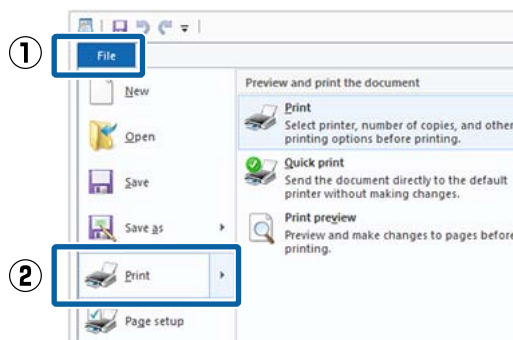 ①
File
New
Open
Save
Save as
②
Print
Page setup
Preview and print the document
Print
Select printer, number of copies, and other
printing options before printing.
Quick print
Send the document directly to the default
printer without making changes.
Print preview
Preview and make changes to pages before
printing.